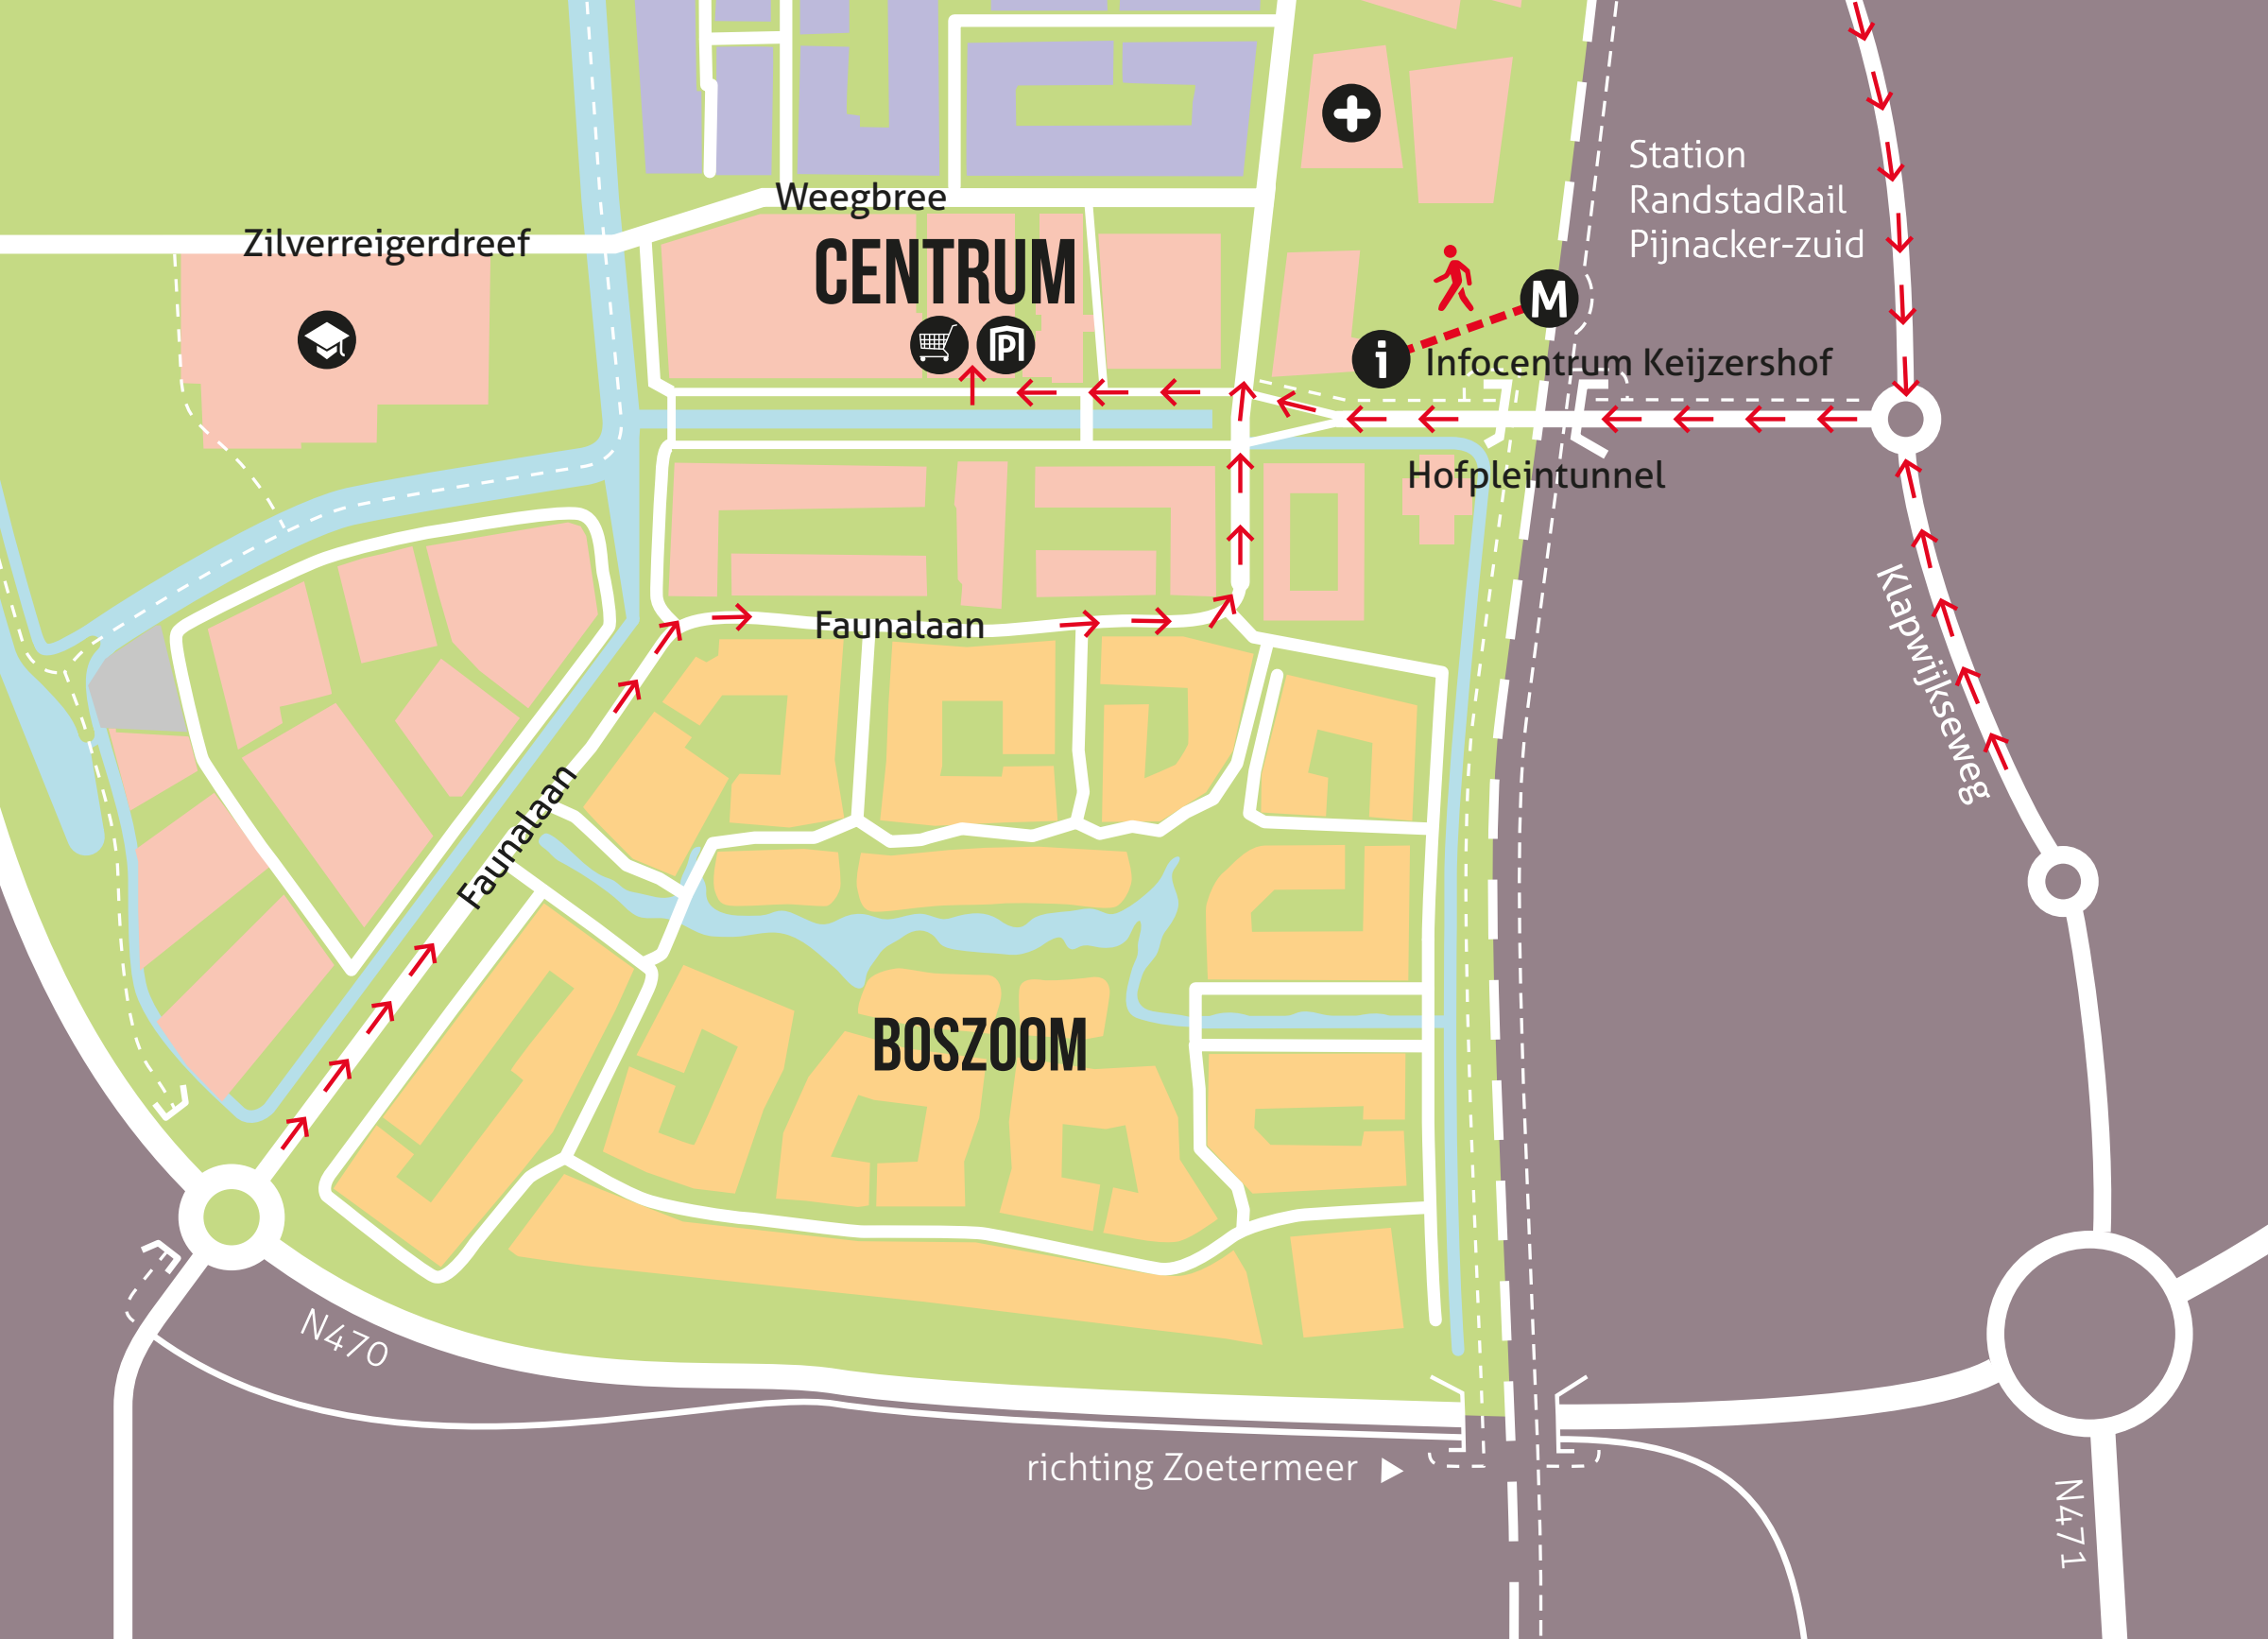 Station
RandstadRail
Pijnacker-zuid
Weegbree
Zilverreigerdreef
CENTRUM
P
M
i
Infocentrum Keijzershof
Hofpleintunnel
Klapwijkseweg
Faunalaan
Faunalaan
BOSZOOM
N470
richting Zoetermeer
N471